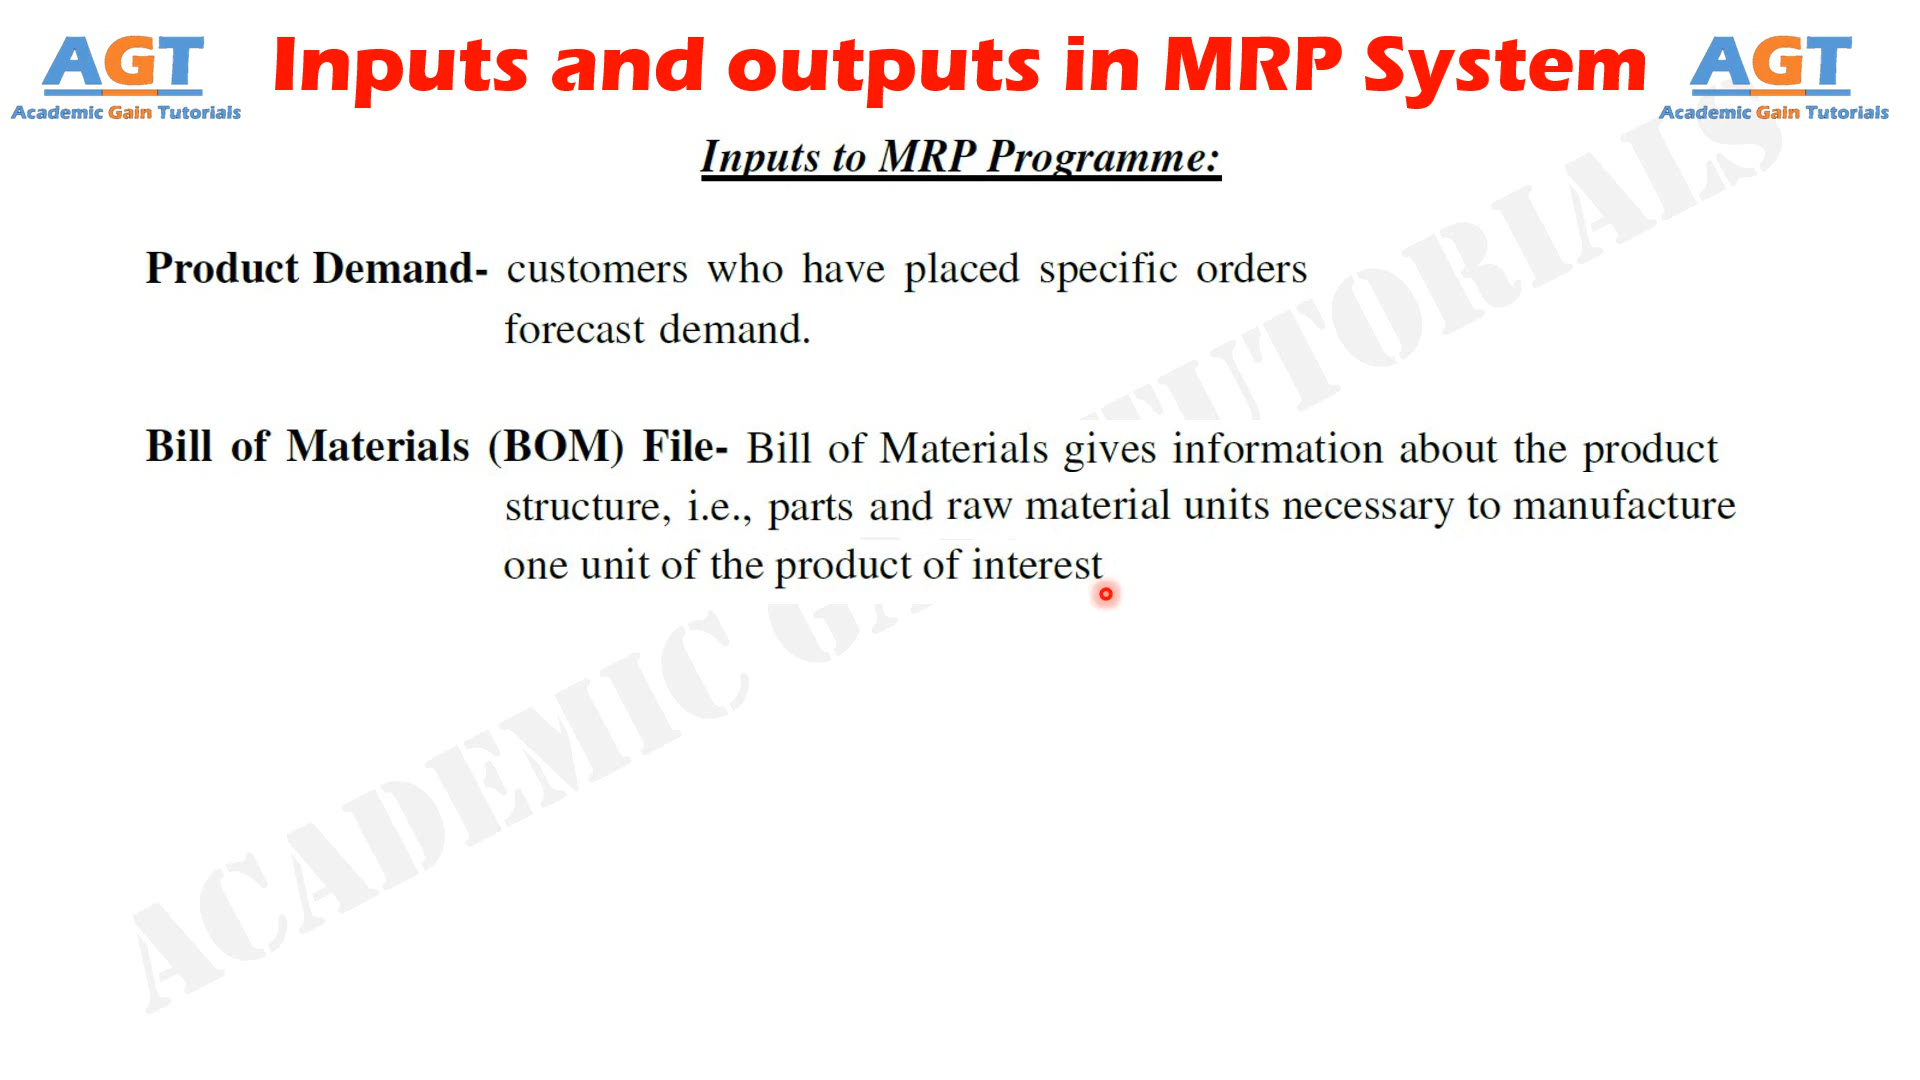 AGT
Academic Gain Tutorials
Inputs and outputs in MRP System
AGT
Academic Gain Tutorials
Inputs to MRP Programme:
Product Demand- customers who have placed specific orders
forecast demand.
Bill of Materials (BOM) File- Bill of Materials gives information about the product
structure, i.e., parts and raw material units necessary to manufacture
one unit of the product of interest
ACADEMIC GAIN TUTORIALS